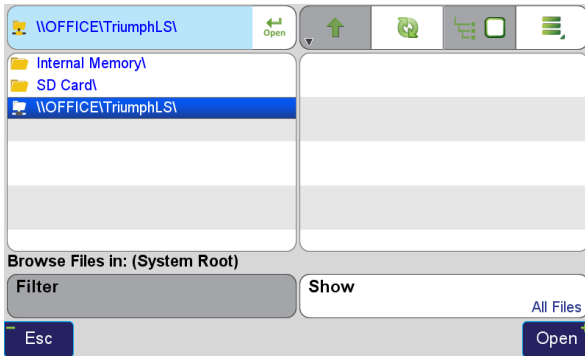 \\OFFICE\TriumphLS\
Open
Internal Memory\
SD Card\
\\OFFICE\TriumphLS\
Browse Files in: (System Root)
Filter
Show
All Files
Esc
Open